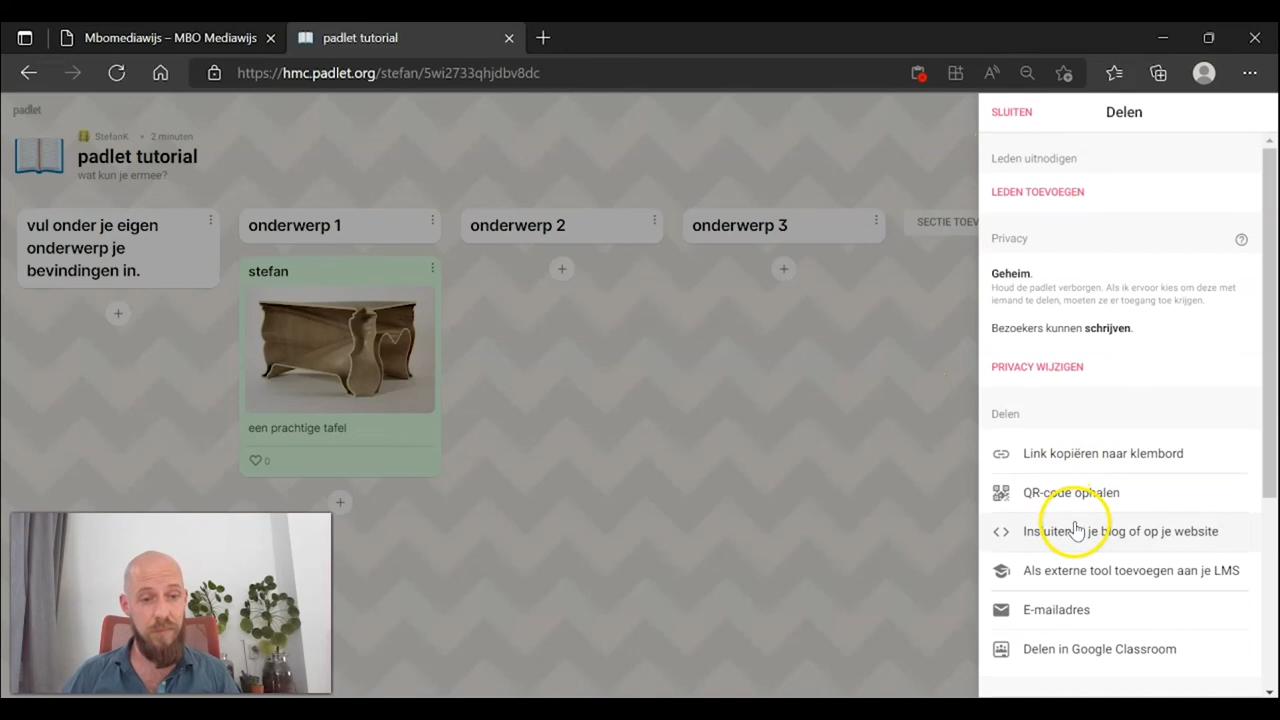 Mbomediawijs – MBO Mediawijs
padlet tutorial
https://hmc.padlet.org/stefan/5wi2733qhjdbv8dc
padlet
StefanK • 2 minuten
padlet tutorial
wat kun je ermee?
vul onder je eigen
onderwerp je
bevindingen in.
onderwerp 1
onderwerp 2
onderwerp 3
SECTIE TOEV
stefan
een prachtige tafel
0
SLUITEN
Delen
Leden uitnodigen
LEDEN TOEVOEGEN
Privacy
Geheim.
Houd de padlet verborgen. Als ik ervoor kies om deze met
iemand te delen, moeten ze er toegang toe krijgen.
Bezoekers kunnen schrijven.
PRIVACY WIJZIGEN
Delen
Link kopiëren naar klembord
QR-code ophalen
Insluiten je blog of op je website
Als externe tool toevoegen aan je LMS
E-mailadres
Delen in Google Classroom